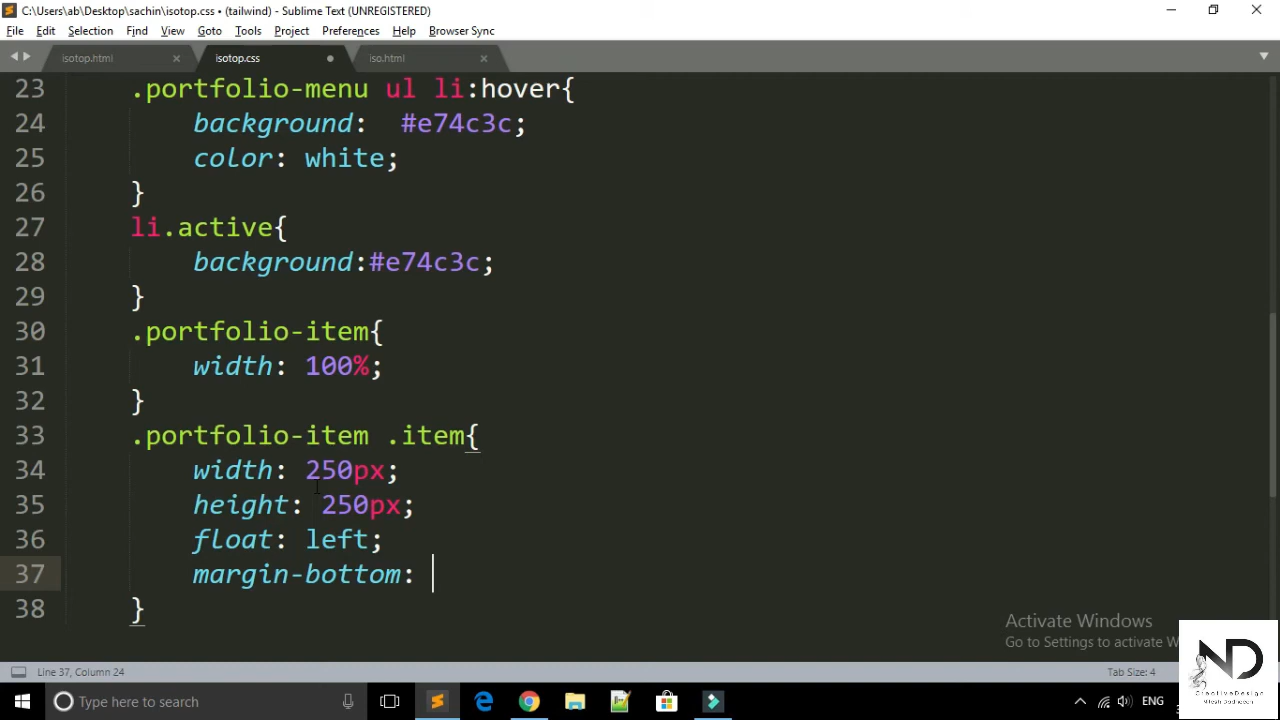 C:\Users\ab\Desktop\sachin\isotop.css • (tailwind) - Sublime Text (UNREGISTERED)
File Edit Selection Find View Goto Tools Project Preferences Help Browser Sync
isotop.html isotop.css iso.html
23 .portfolio-menu ul li:hover{
24 background: #e74c3c;
25 color: white;
26 }
27 li.active{
28 background:#e74c3c;
29 }
30 .portfolio-item{
31 width: 100%;
32 }
33 .portfolio-item .item{
34 width: 250px;
35 height: 250px;
36 float: left;
37 margin-bottom:
38 }
Activate Windows
Go to Settings to activate W
Line 37, Column 24
Tab Size: 4
Type here to search
ENG
ND
CreativeDesign